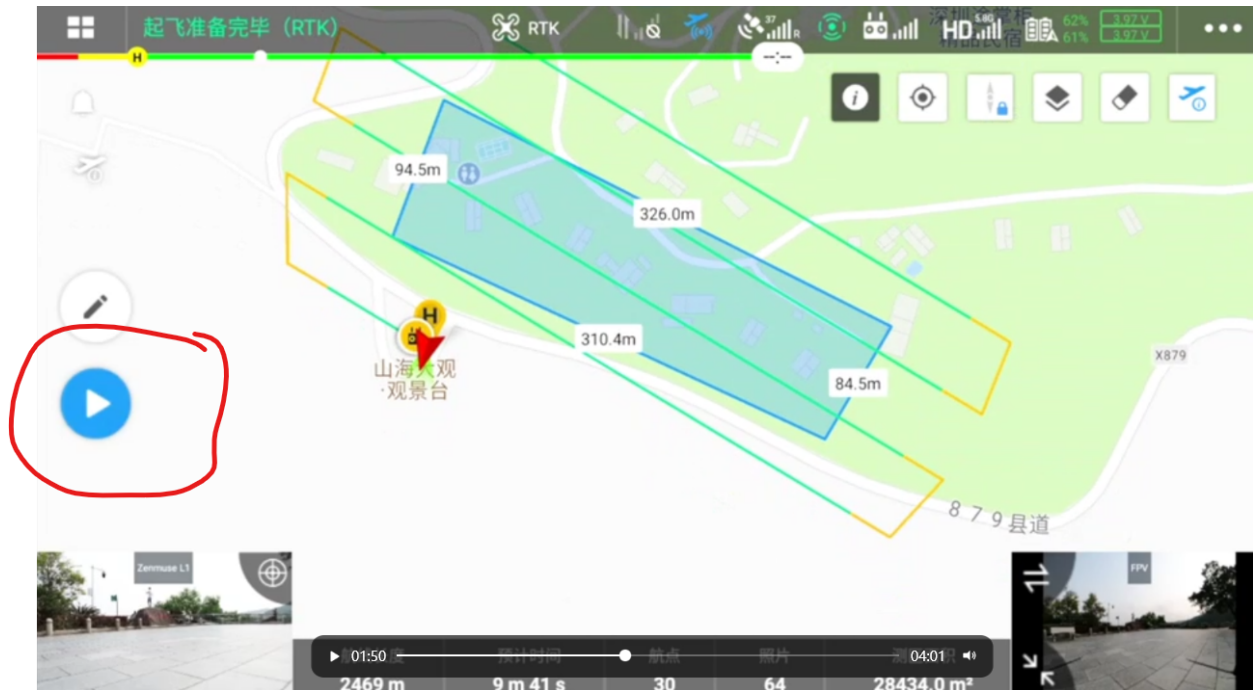 起飞准备完毕（RTK）
RTK
37
R
HD
5.8G
62%
61%
3.97 V
3.97 V
H
--:--
94.5m
326.0m
310.4m
84.5m
H
山海大观
·观景台
X879
879县道
Zenmuse L1
FPV
01:50
04:01
预计时间
航点
照片
2469 m
9 m 41 s
30
64
28434.0 m²